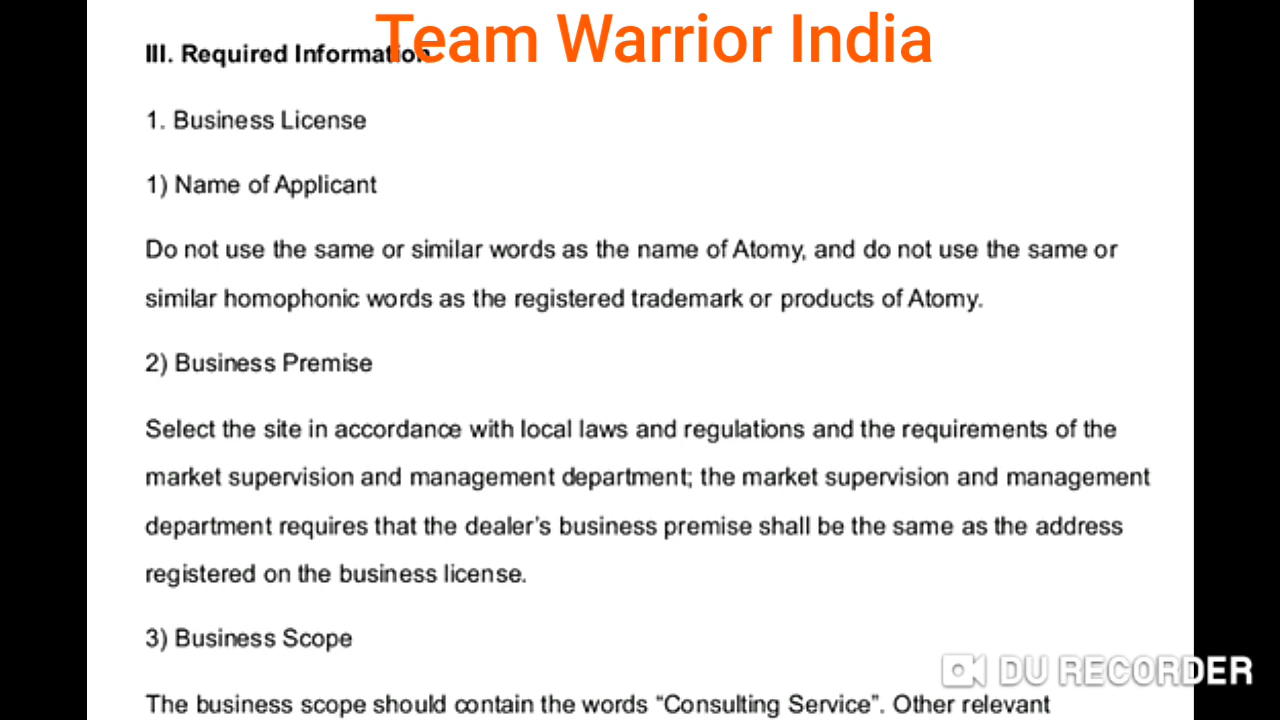 Team Warrior India
III. Required Information
1. Business License
1) Name of Applicant
Do not use the same or similar words as the name of Atomy, and do not use the same or
similar homophonic words as the registered trademark or products of Atomy.
2) Business Premise
Select the site in accordance with local laws and regulations and the requirements of the
market supervision and management department; the market supervision and management
department requires that the dealer's business premise shall be the same as the address
registered on the business license.
3) Business Scope
DU RECORDER
The business scope should contain the words “Consulting Service”. Other relevant